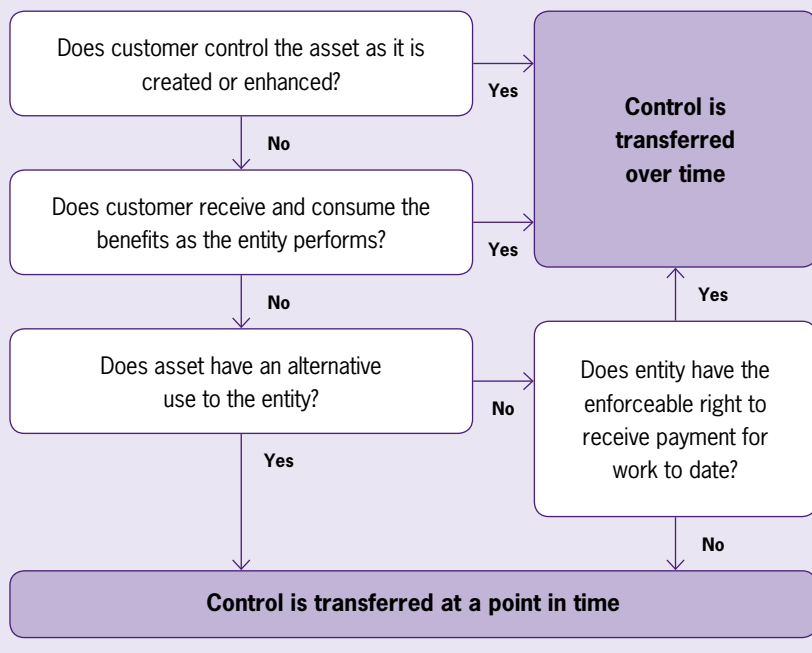 Does customer control the asset as it is
created or enhanced?
Yes
Control is
transferred
over time
No
Does customer receive and consume the
benefits as the entity performs?
Yes
No
Yes
Does asset have an alternative
use to the entity?
No
Does entity have the
enforceable right to
receive payment for
work to date?
Yes
No
Control is transferred at a point in time